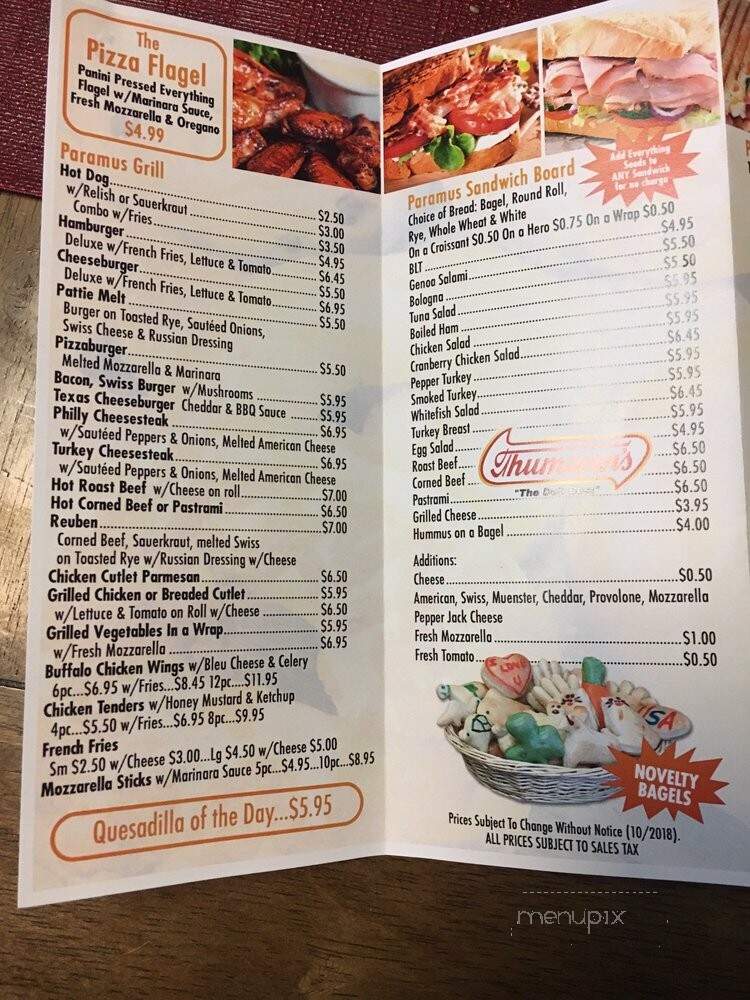 The
Pizza Flagel
Panini Pressed Everything
Flagel w/Marinara Sauce,
Fresh Mozzarella & Oregano
$4.99
Paramus Grill
Hot Dog
w/Relish or Sauerkraut $2.50
Combo w/Fries $3.00
Hamburger $3.50
Deluxe w/French Fries, Lettuce & Tomato $4.95
Cheeseburger $6.45
Deluxe w/French Fries, Lettuce & Tomato $5.50
Pattie Melt $6.95
Burger on Toasted Rye, Sautéed Onions, $5.50
Swiss Cheese & Russian Dressing
Pizzaburger $5.50
Melted Mozzarella & Marinara
Bacon, Swiss Burger w/Mushrooms $5.95
Texas Cheeseburger Cheddar & BBQ Sauce $5.95
Philly Cheesesteak $6.95
w/Sautéed Peppers & Onions, Melted American Cheese
Turkey Cheesesteak $6.95
w/Sautéed Peppers & Onions, Melted American Cheese
Hot Roast Beef w/Cheese on roll $7.00
Hot Corned Beef or Pastrami $6.50
Reuben $7.00
Corned Beef, Sauerkraut, melted Swiss
on Toasted Rye w/Russian Dressing w/Cheese
Chicken Cutlet Parmesan $6.50
Grilled Chicken or Breaded Cutlet $5.95
w/Lettuce & Tomato on Roll w/Cheese $6.50
Grilled Vegetables In a Wrap $5.95
w/Fresh Mozzarella $6.95
Buffalo Chicken Wings w/Bleu Cheese & Celery
6pc...$6.95 w/Fries...$8.45 12pc....$11.95
Chicken Tenders w/Honey Mustard & Ketchup
4pc...$5.50 w/Fries...$6.95 8pc...$9.95
French Fries
Sm $2.50 w/Cheese $3.00...Lg $4.50 w/Cheese $5.00
Mozzarella Sticks w/Marinara Sauce 5pc...$4.95...10pc...$8.95
Quesadilla of the Day...$5.95
Add Everything
Seeds to
ANY Sandwich
for no charge
Paramus Sandwich Board
Choice of Bread: Bagel, Round Roll,
Rye, Whole Wheat & White
On a Croissant $0.50 On a Hero $0.75 On a Wrap $0.50
BLT $4.95
Genoa Salami $5.50
Bologna $5.50
Tuna Salad $5.95
Boiled Ham $5.95
Chicken Salad $5.95
Cranberry Chicken Salad $6.45
Pepper Turkey $5.95
Smoked Turkey $5.95
Whitefish Salad $6.45
Turkey Breast $5.95
Egg Salad $4.95
Roast Beef $6.50
Corned Beef $6.50
Pastrami $6.50
Grilled Cheese $3.95
Hummus on a Bagel $4.00
Additions:
Cheese $0.50
American, Swiss, Muenster, Cheddar, Provolone, Mozzarella
Pepper Jack Cheese
Fresh Mozzarella $1.00
Fresh Tomato $0.50
I LOVE
U
USA
NOVELTY
BAGELS
Prices Subject To Change Without Notice (10/2018).
ALL PRICES SUBJECT TO SALES TAX
menupix